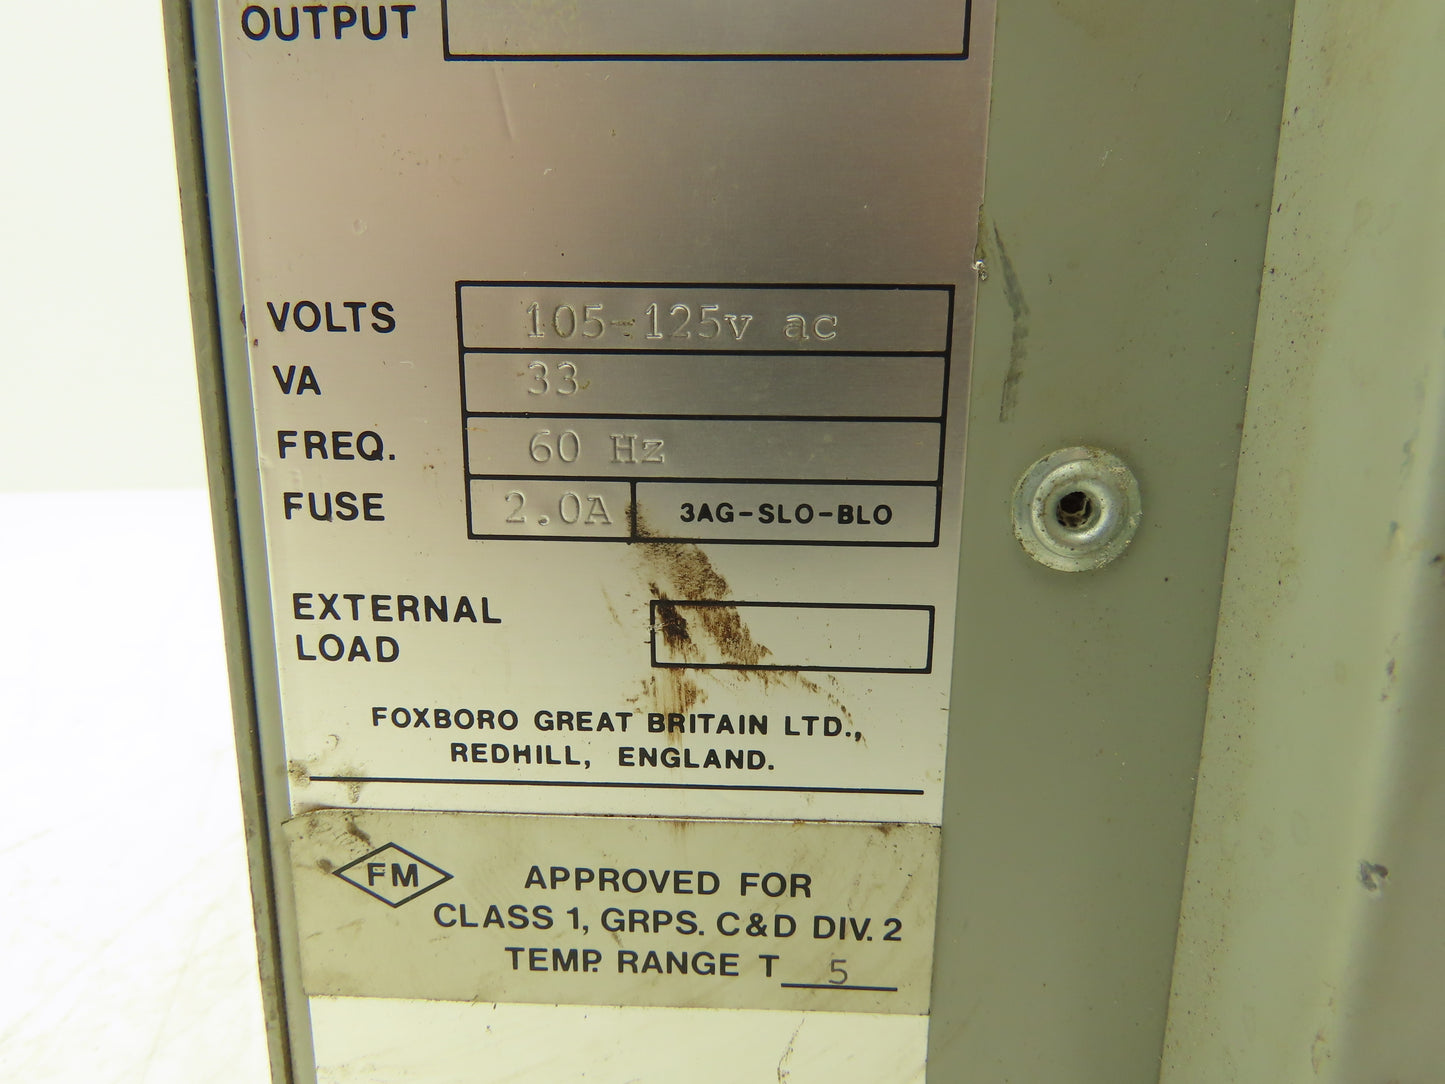 OUTPUT
VOLTS 105-125v ac
VA 33
FREQ. 60 Hz
FUSE 2.0A 3AG-SLO-BLO
EXTERNAL
LOAD
FOXBORO GREAT BRITAIN LTD.,
REDHILL, ENGLAND.
FM APPROVED FOR
CLASS 1, GRPS. C&D DIV. 2
TEMP. RANGE T 5